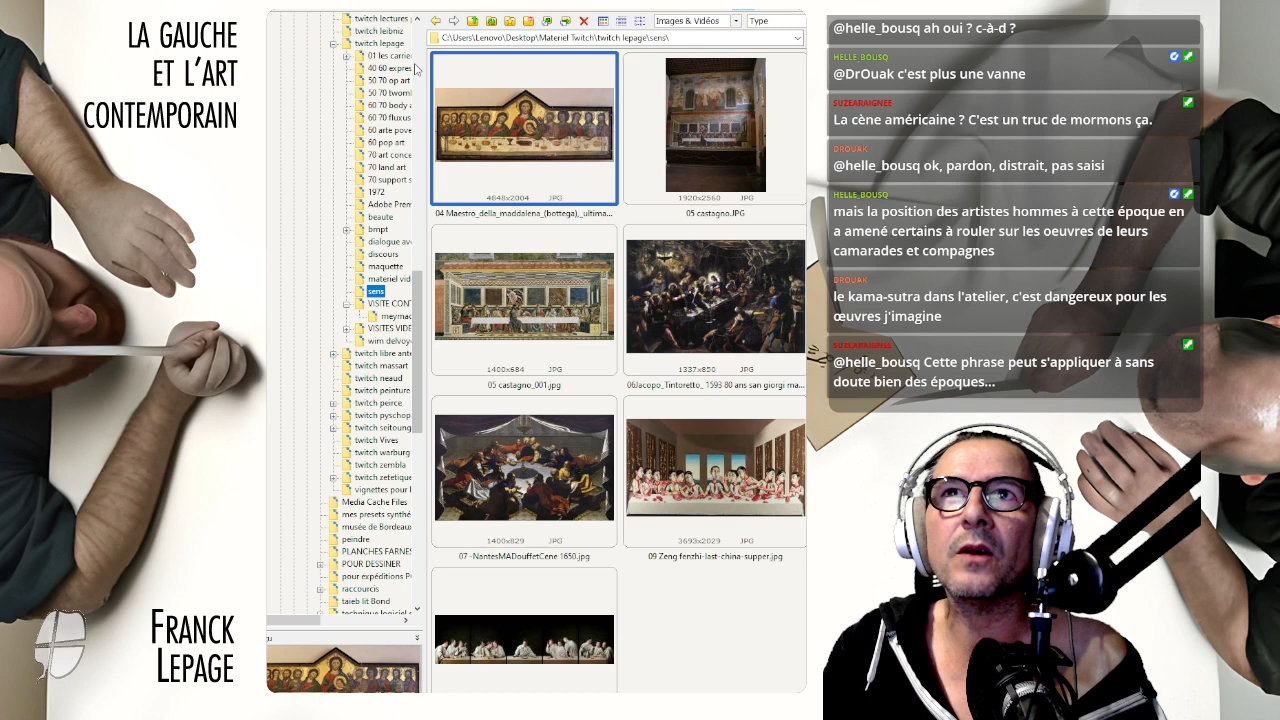 LA GAUCHE
ET L'ART
CONTEMPORAIN
FRANCK
LEPAGE
twitch lectures
twitch leibniz
twitch lepage
01 les carrie
40 60 expres
50 70 op art
50 70 twom
60 70 body a
60 70 fluxus
60 arte pove
60 pop art
70 art conce
70 land art
70 support s
1972
Adobe Prem
beaute
bmpt
dialogue av
discours
maquette
materiel vid
sens
VISITE CONT
meymac
VISITES VIDE
wim delvoy
twitch libre ante
twitch massart
twitch neaud
twitch peinture
twitch peirce
twitch pyschop
twitch seitoung
twitch Vives
twitch warburg
twitch zembla
twitch zetetique
vignettes pour l
Media Cache Files
mes presets synthé
musée de Bordeau
peindre
PLANCHES FARNES
POUR DESSINER
pour expéditions P
raccourcis
taieb lit Bond
technique logiciel
Images & Vidéos
Type
C:\Users\Lenovo\Desktop\Materiel Twitch\twitch lepage\sens\
4848x2004 JPG
04 Maestro_della_maddalena_(bottega),_ultima...
1920x2560 JPG
05 castagno.JPG
1400x684 JPG
05 castagno_001.jpg
1337x850 JPG
06Jacopo_Tintoretto_1593 80 ans san giorgi ma...
1400x829 JPG
07 -NantesMADouffetCene 1650.jpg
3693x2029 JPG
09 Zeng fenzhi-last-china-supper.jpg
@helle_bousq ah oui ? c-à-d ?
HELLE_BOUSQ
@DrOuak c'est plus une vanne
SUZEARAIGNEE
La cène américaine ? C'est un truc de mormons ça.
DROUAK
@helle_bousq ok, pardon, distrait, pas saisi
HELLE_BOUSQ
mais la position des artistes hommes à cette époque en
a amené certains à rouler sur les oeuvres de leurs
camarades et compagnes
DROUAK
le kama-sutra dans l'atelier, c'est dangereux pour les
œuvres j'imagine
SUZEARAIGNEE
@helle_bousq Cette phrase peut s'appliquer à sans
doute bien des époques...